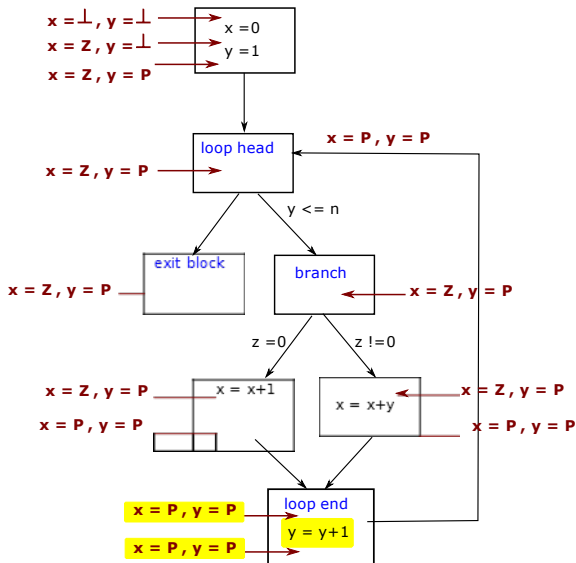 x = ⊥, y = ⊥
x = 0
x = Z, y = ⊥
y = 1
x = Z, y = P
x = P, y = P
loop head
x = Z, y = P
y <= n
exit block
branch
x = Z, y = P
x = Z, y = P
z =0
z !=0
x = Z, y = P
x = x+1
x = Z, y = P
x = P, y = P
x = x+y
x = P, y = P
loop end
x = P, y = P
y = y+1
x = P, y = P